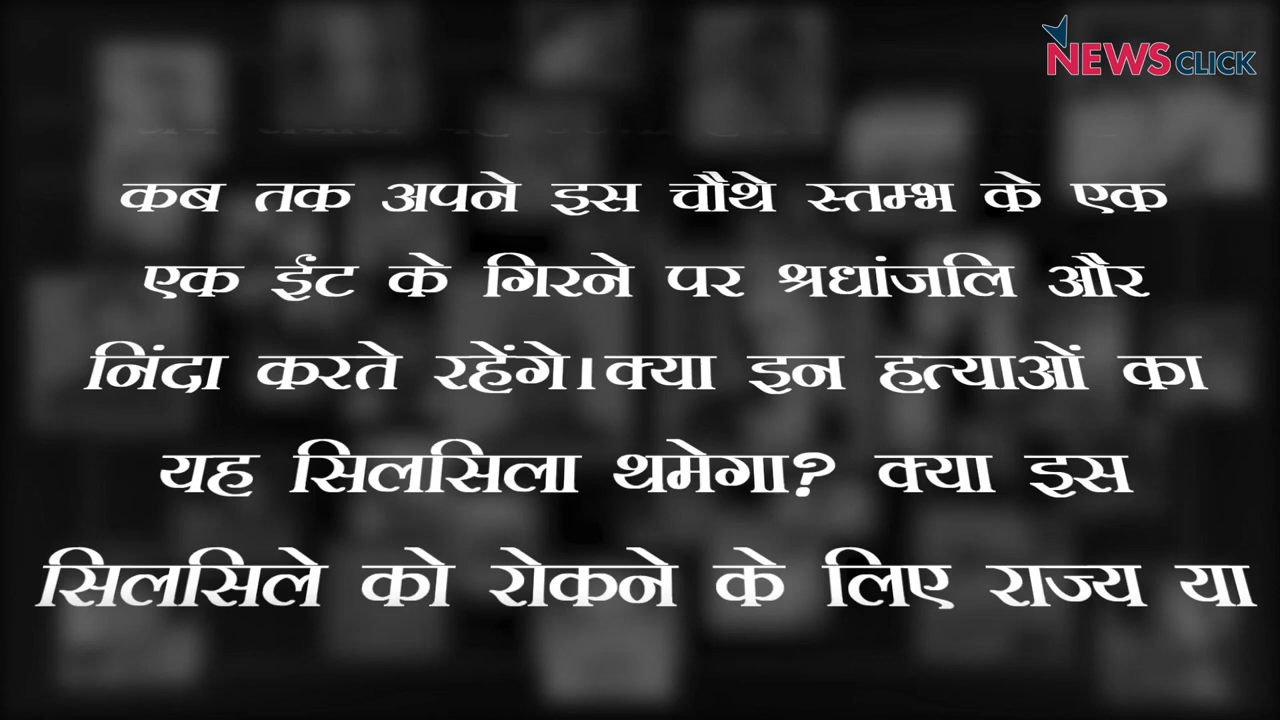 NEWSCLICK
कब तक अपने इस चौथे स्तम्भ के एक
एक ईंट के गिरने पर श्रधांजलि और
निंदा करते रहेंगे।क्या इन हत्याओं का
यह सिलसिला थमेगा? क्या इस
सिलसिले को रोकने के लिए राज्य या